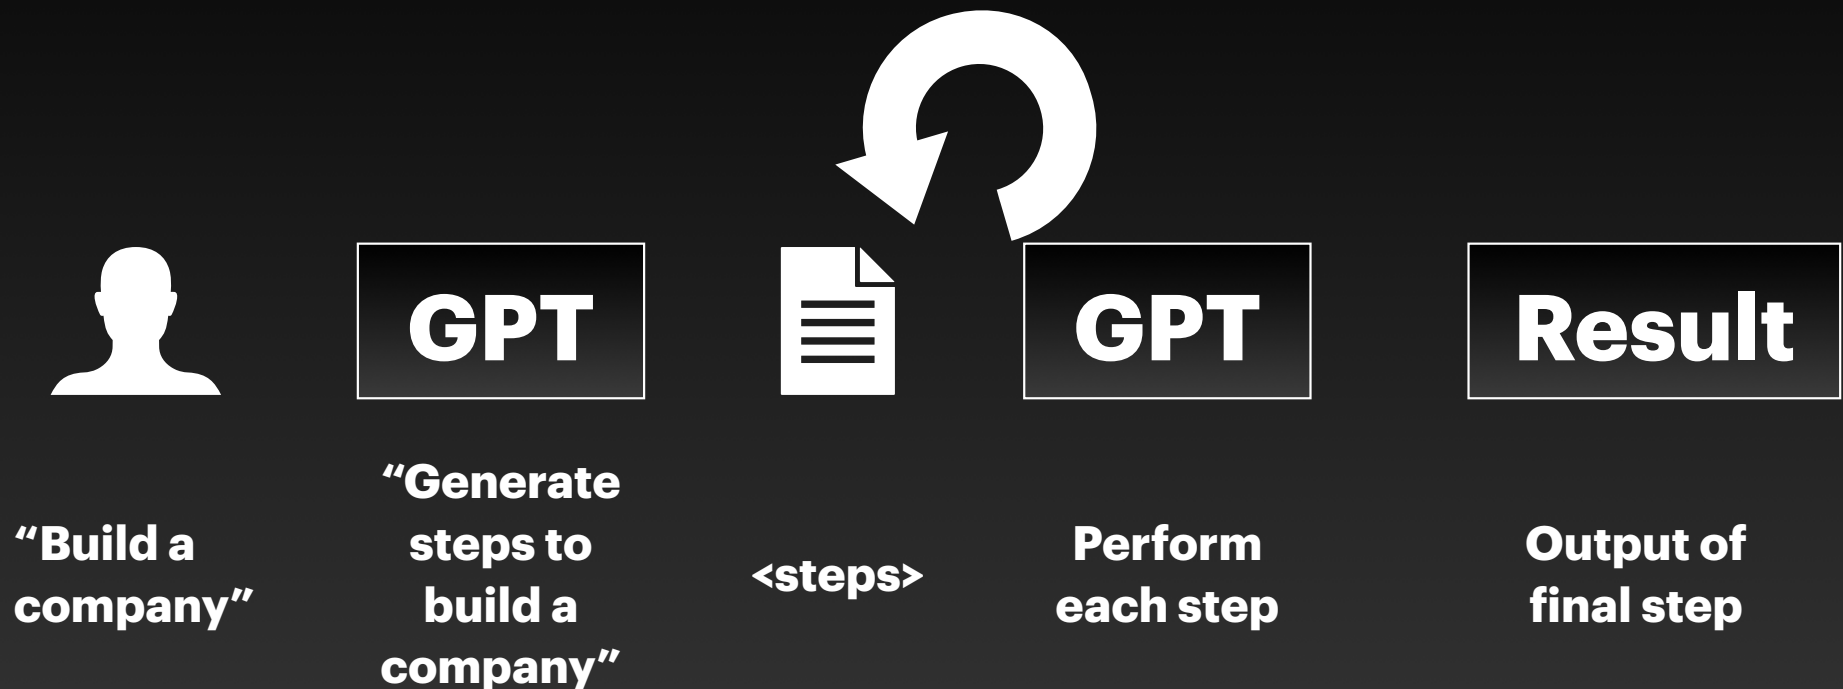 GPT
GPT
Result
“Build a
company”
“Generate
steps to
build a
company”
<steps>
Perform
each step
Output of
final step